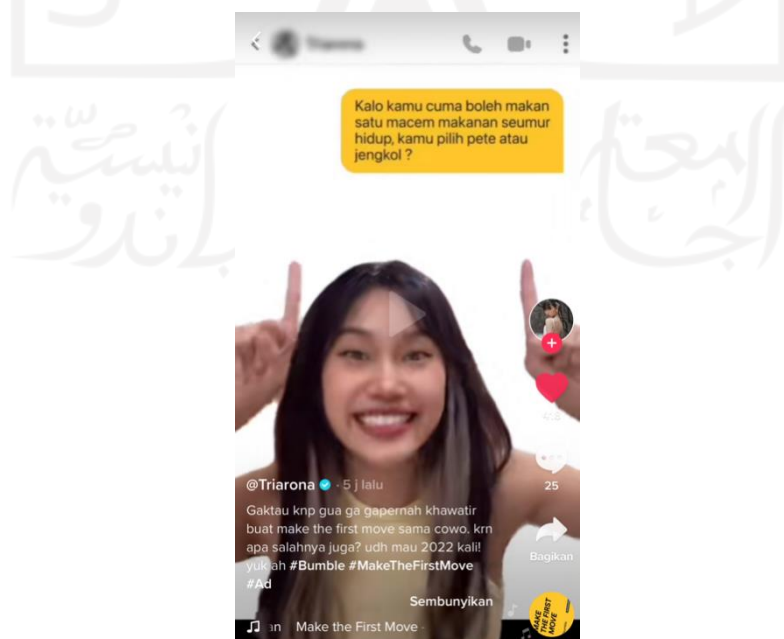 Kalo kamu cuma boleh makan
satu macem makanan seumur
hidup, kamu pilih pete atau
jengkol ?
@Triarona · 5 j lalu
25
Gaktau knp gua ga gapernah khawatir
buat make the first move sama cowo. krn
apa salahnya juga? udh mau 2022 kali!
yuk ah #Bumble #MakeTheFirstMove
#Ad
Bagikan
Sembunyikan
an Make the First Move -
MAKE
THE FIRST
MOVE